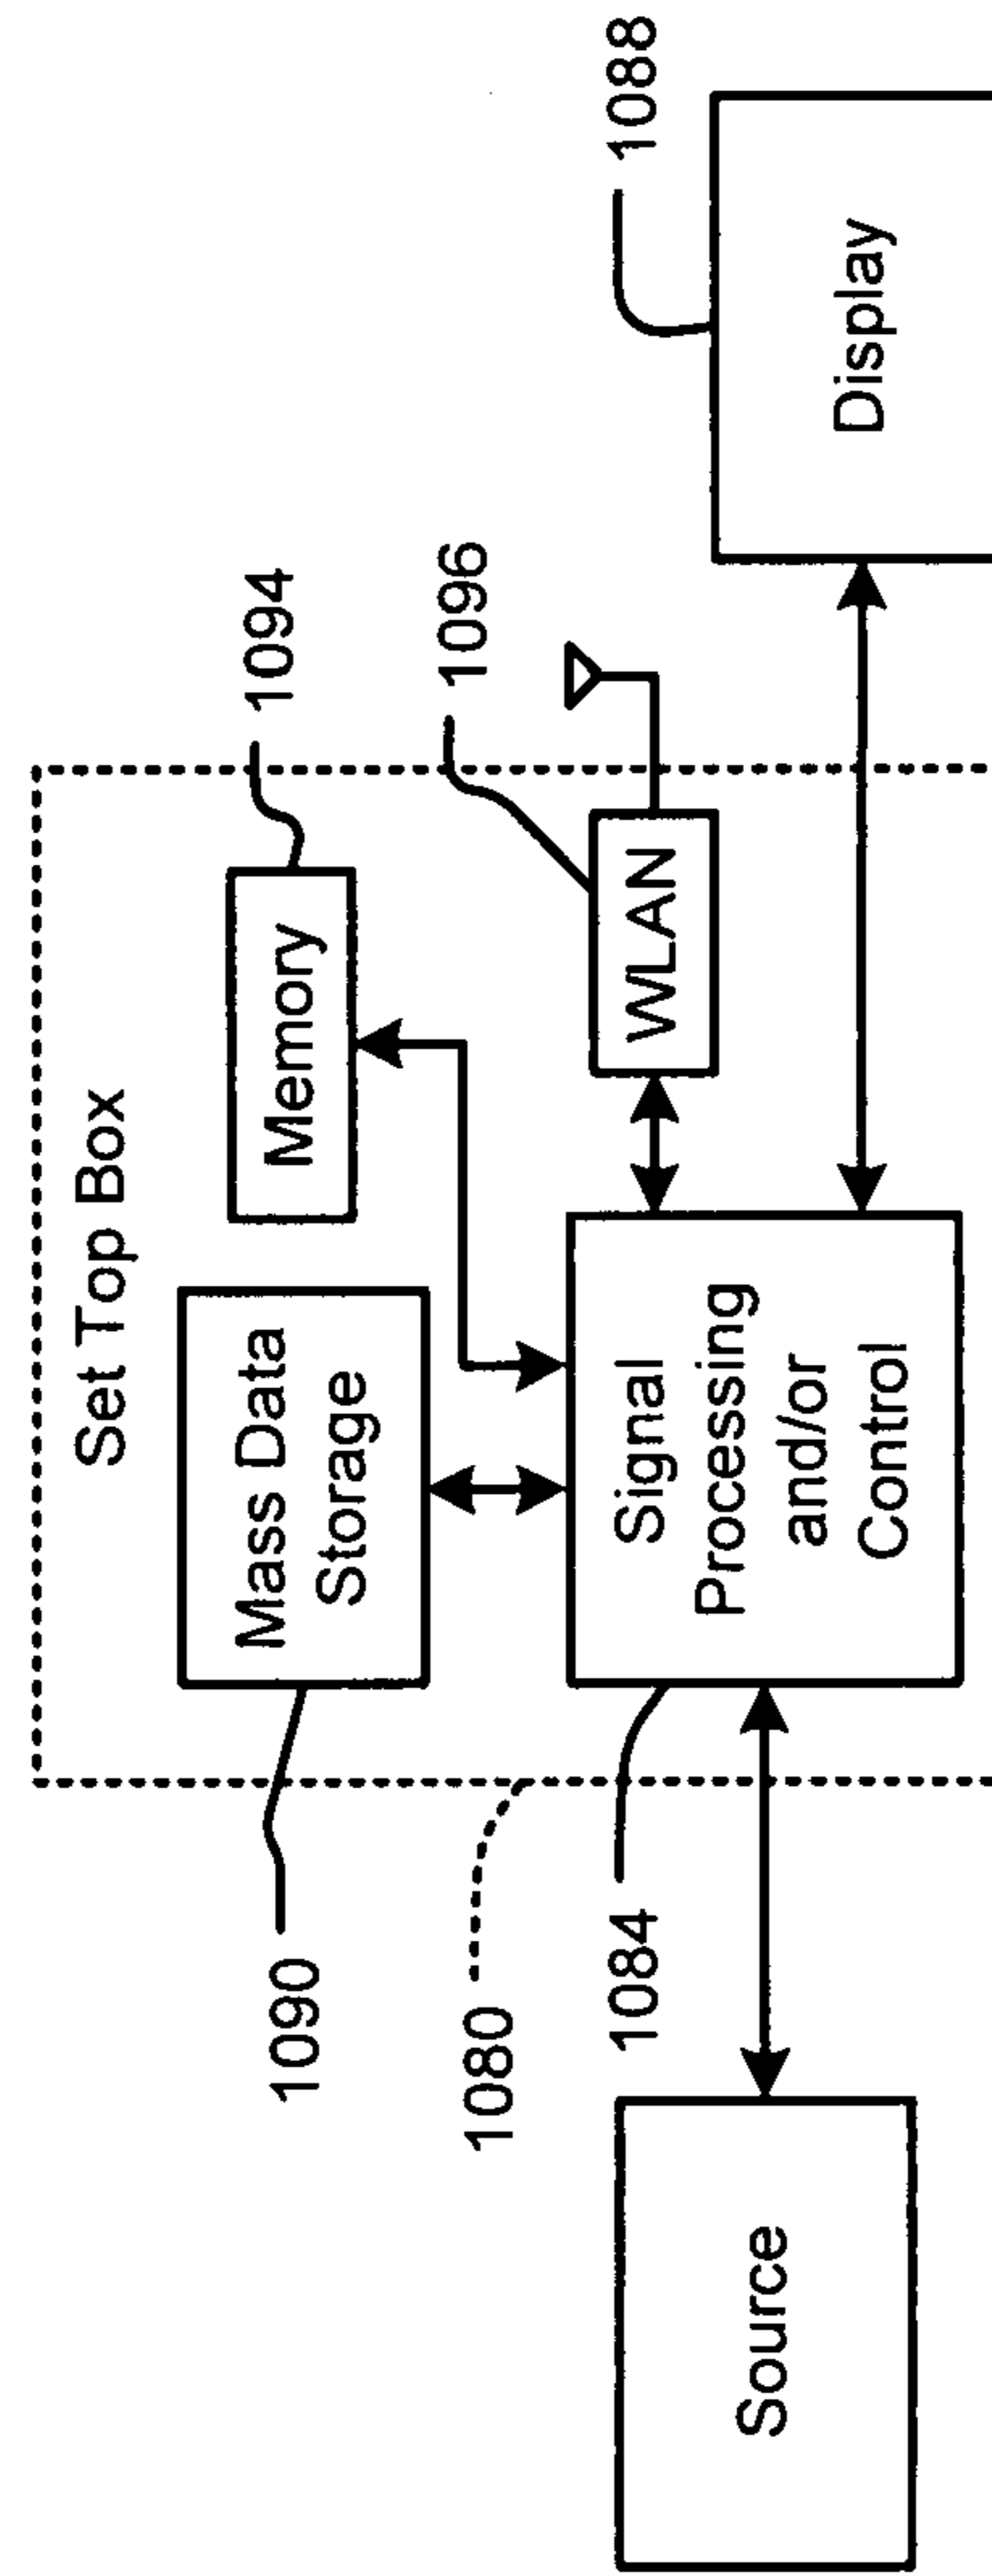 Set Top Box
1090
Mass Data
Storage
Memory
1094
1080
1096
1084
Signal
Processing
and/or
Control
WLAN
1088
Source
Display